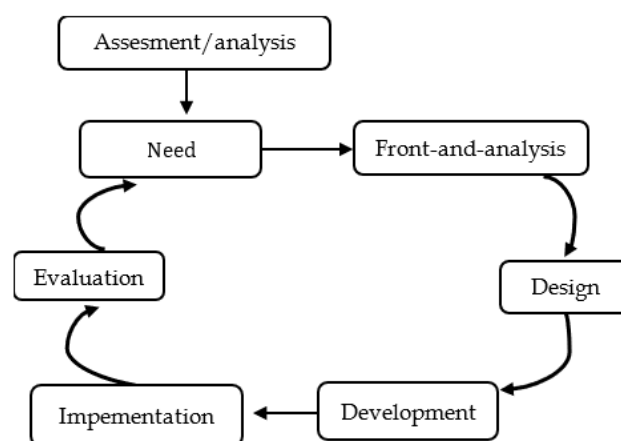 Assesment/analysis
Need
Front-and-analysis
Evaluation
Design
Impementation
Development